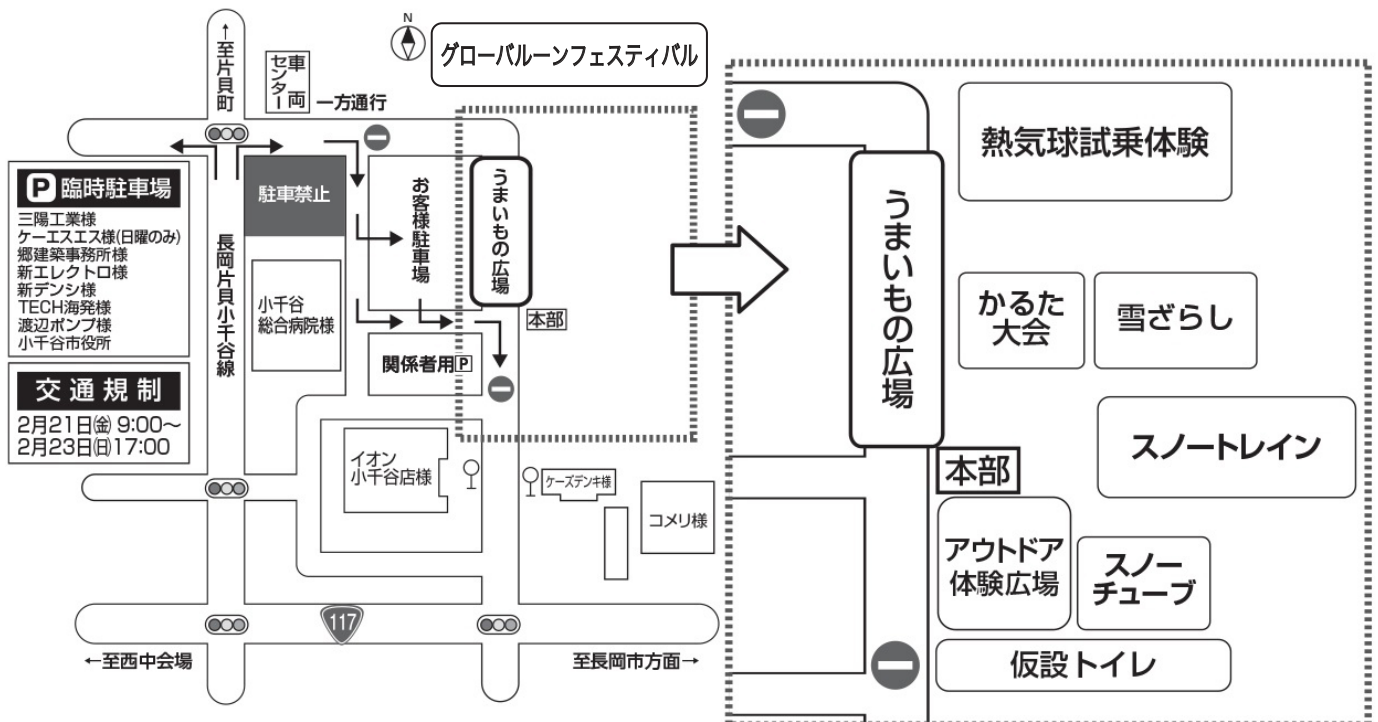 N
グローバルーンフェスティバル
←至片貝町
車両
センター
一方通行
P 臨時駐車場
三陽工業様
ケーエスエス様(日曜のみ)
郷建築事務所様
新エレクトロ様
新デンシ様
TECH海発様
渡辺ポンプ様
小千谷市役所
交通規制
2月21日㈮ 9:00〜
2月23日㈰17:00
長岡片貝小千谷線
駐車禁止
小千谷
総合病院様
お客様駐車場
うまいもの広場
本部
関係者用P
イオン
小千谷店様
ケーズデンキ様
コメリ様
117
←至西中会場
至長岡市方面→
熱気球試乗体験
うまいもの広場
かるた
大会
雪ざらし
スノートレイン
本部
アウトドア
体験広場
スノー
チューブ
仮設トイレ